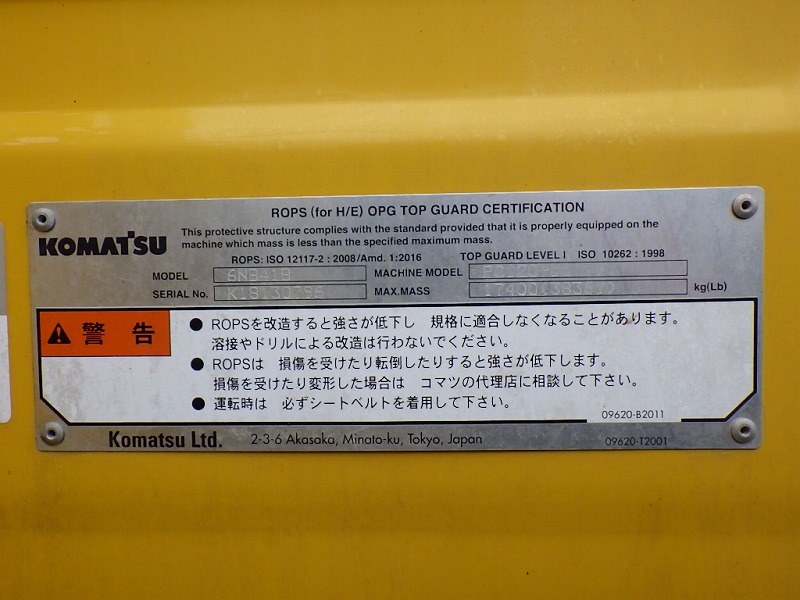 ROPS (for H/E) OPG TOP GUARD CERTIFICATION
KOMATSU
This protective structure complies with the standard provided that it is properly equipped on the
machine which mass is less than the specified maximum mass.
ROPS: ISO 12117-2 : 2008/Amd. 1:2016 TOP GUARD LEVEL I ISO 10262 : 1998
MODEL 6NB41B MACHINE MODEL
SERIAL No. K18130798 MAX.MASS kg(Lb)
警告
● ROPSを改造すると強さが低下し 規格に適合しなくなることがあります。
溶接やドリルによる改造は行わないでください。
● ROPSは 損傷を受けたり転倒したりすると強さが低下します。
損傷を受けたり変形した場合は コマツの代理店に相談して下さい。
● 運転時は 必ずシートベルトを着用して下さい。
09620-B2011
Komatsu Ltd. 2-3-6 Akasaka, Minato-ku, Tokyo, Japan 09620-T2001